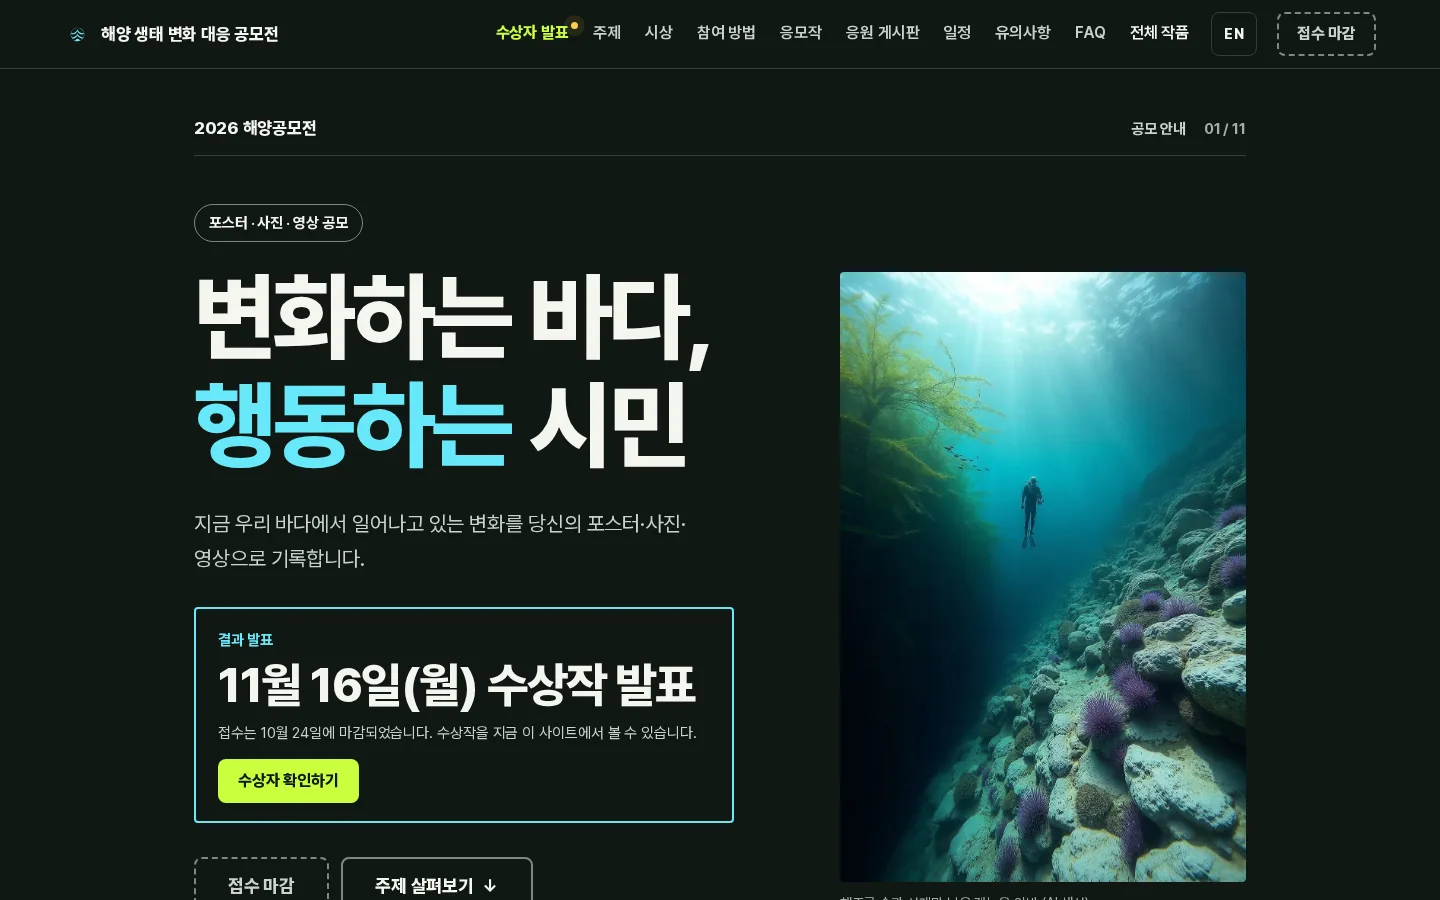 해양 생태 변화 대응 공모전
수상자 발표 주제 시상 참여 방법 응모작 응원 게시판 일정 유의사항 FAQ 전체 작품 EN 접수 마감
2026 해양공모전
공모 안내 01 / 11
포스터 · 사진 · 영상 공모
변화하는 바다,
행동하는 시민
지금 우리 바다에서 일어나고 있는 변화를 당신의 포스터·사진·
영상으로 기록합니다.
결과 발표
11월 16일(월) 수상작 발표
접수는 10월 24일에 마감되었습니다. 수상작을 지금 이 사이트에서 볼 수 있습니다.
수상자 확인하기
접수 마감
주제 살펴보기 ↓